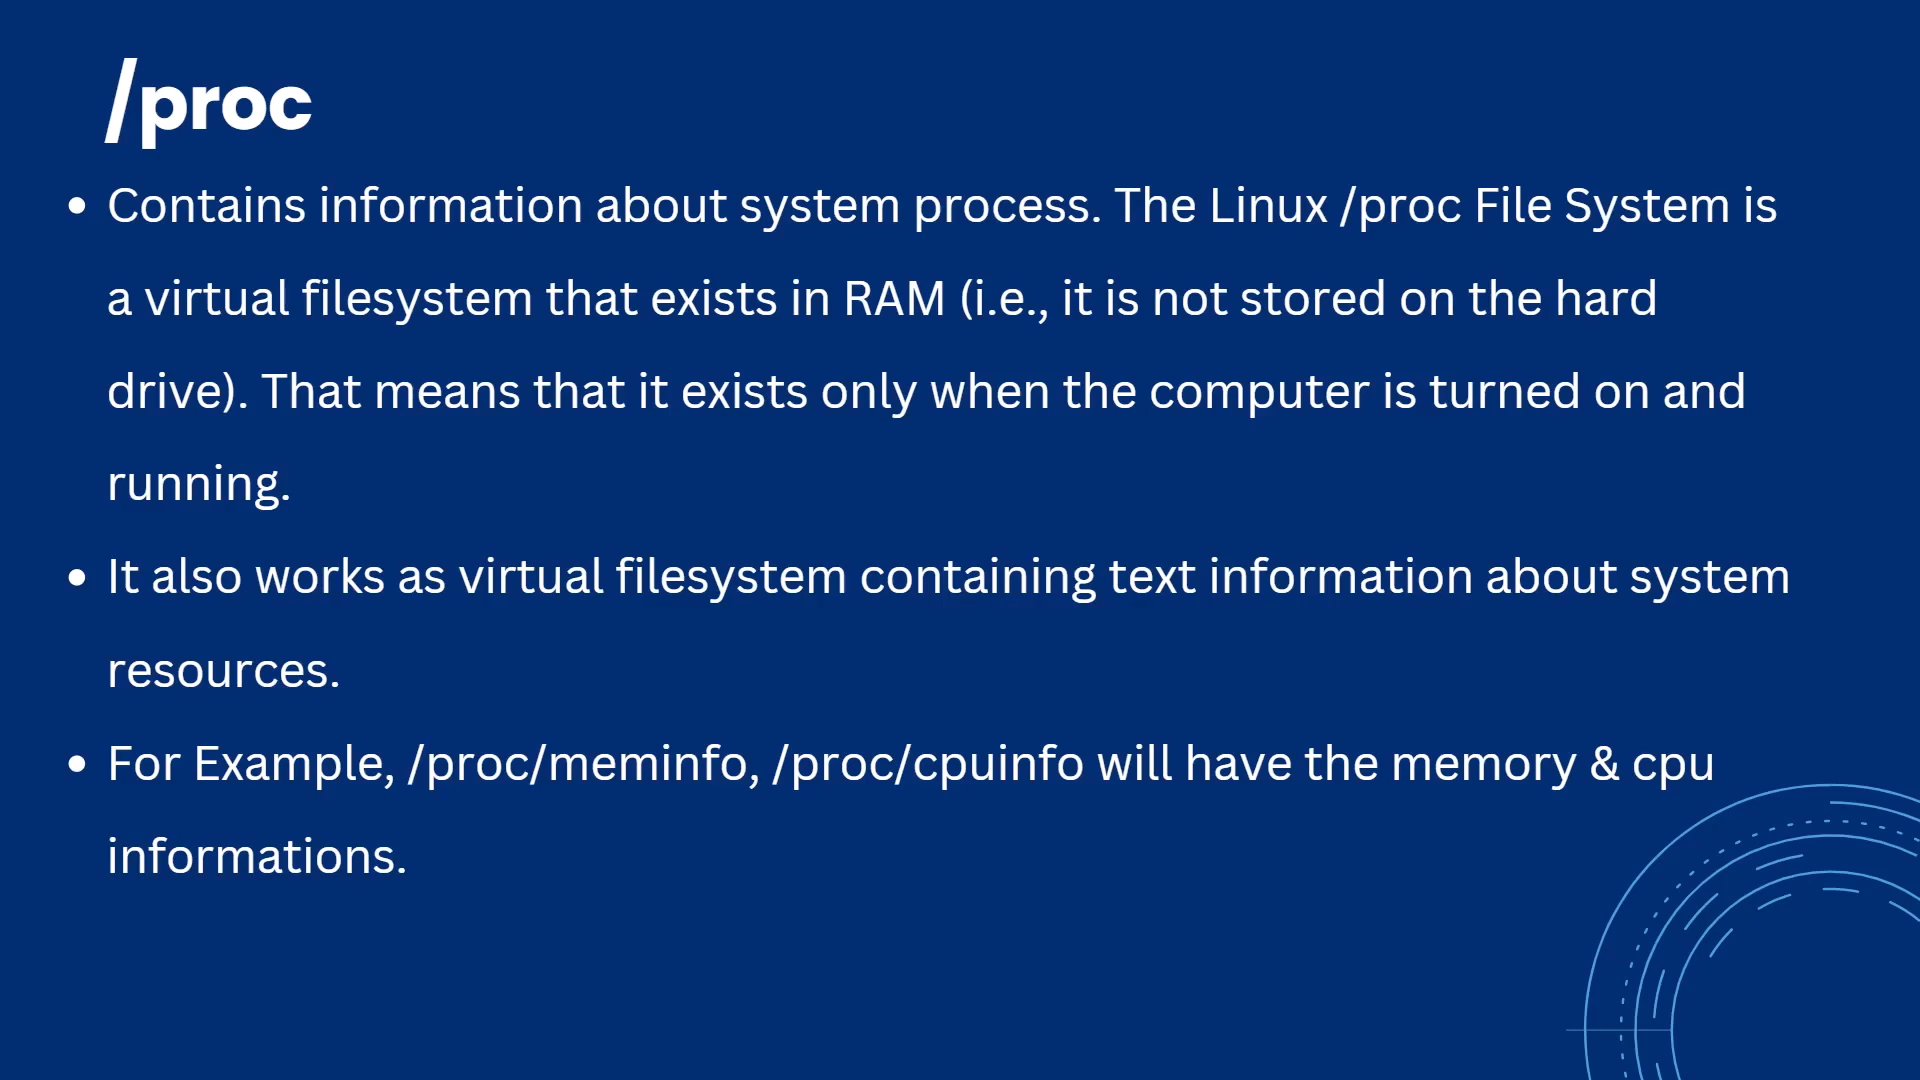 /proc
• Contains information about system process. The Linux /proc File System is
a virtual filesystem that exists in RAM (i.e., it is not stored on the hard
drive). That means that it exists only when the computer is turned on and
running.
• It also works as virtual filesystem containing text information about system
resources.
• For Example, /proc/meminfo, /proc/cpuinfo will have the memory & cpu
informations.